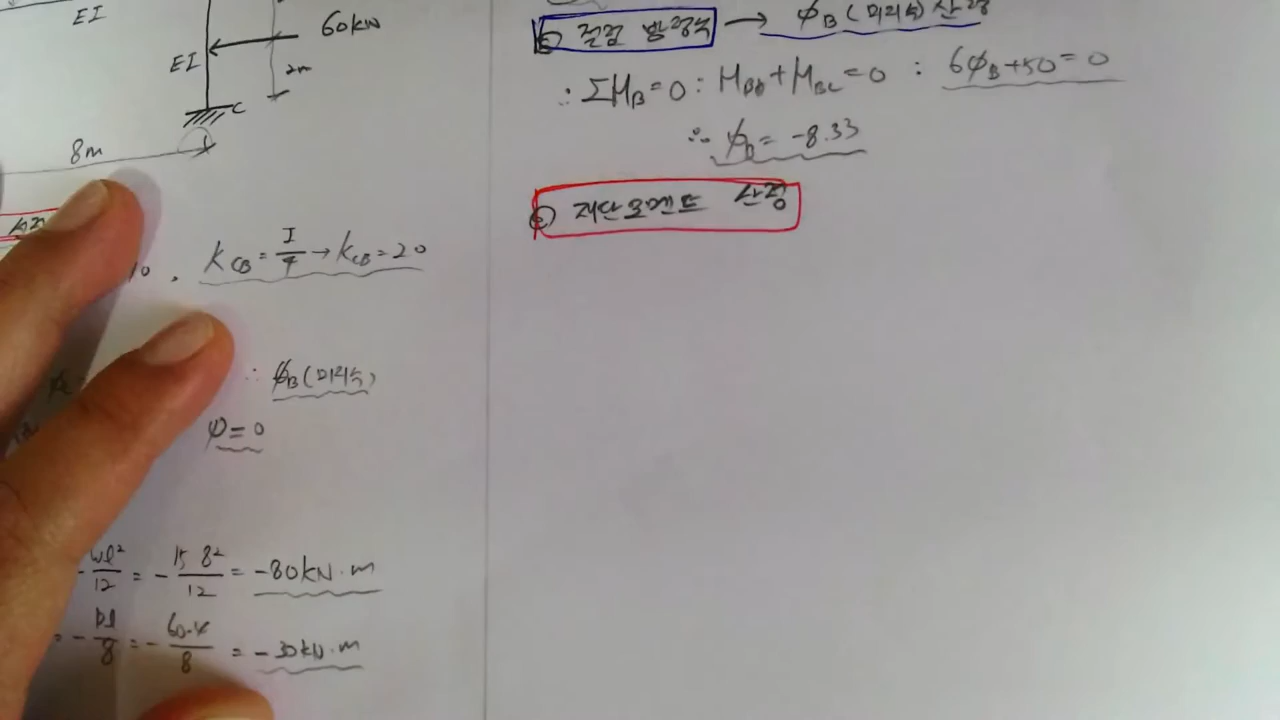 EI
60kN
EI
2m
C
8m
K_CB = I/4 → k_CB = 20
∴ φ_B (미지수)
ψ = 0
- wl²/12 = - 15·8²/12 = -80kN·m
= - pl/8 = - 60·4/8 = -30kN·m
절점 방정식 → φ_B (미지수) 산정
∴ ΣM_B = 0 : M_BA + M_BC = 0 : 6φ_B + 50 = 0
∴ φ_B = -8.33
재단모멘트 산정